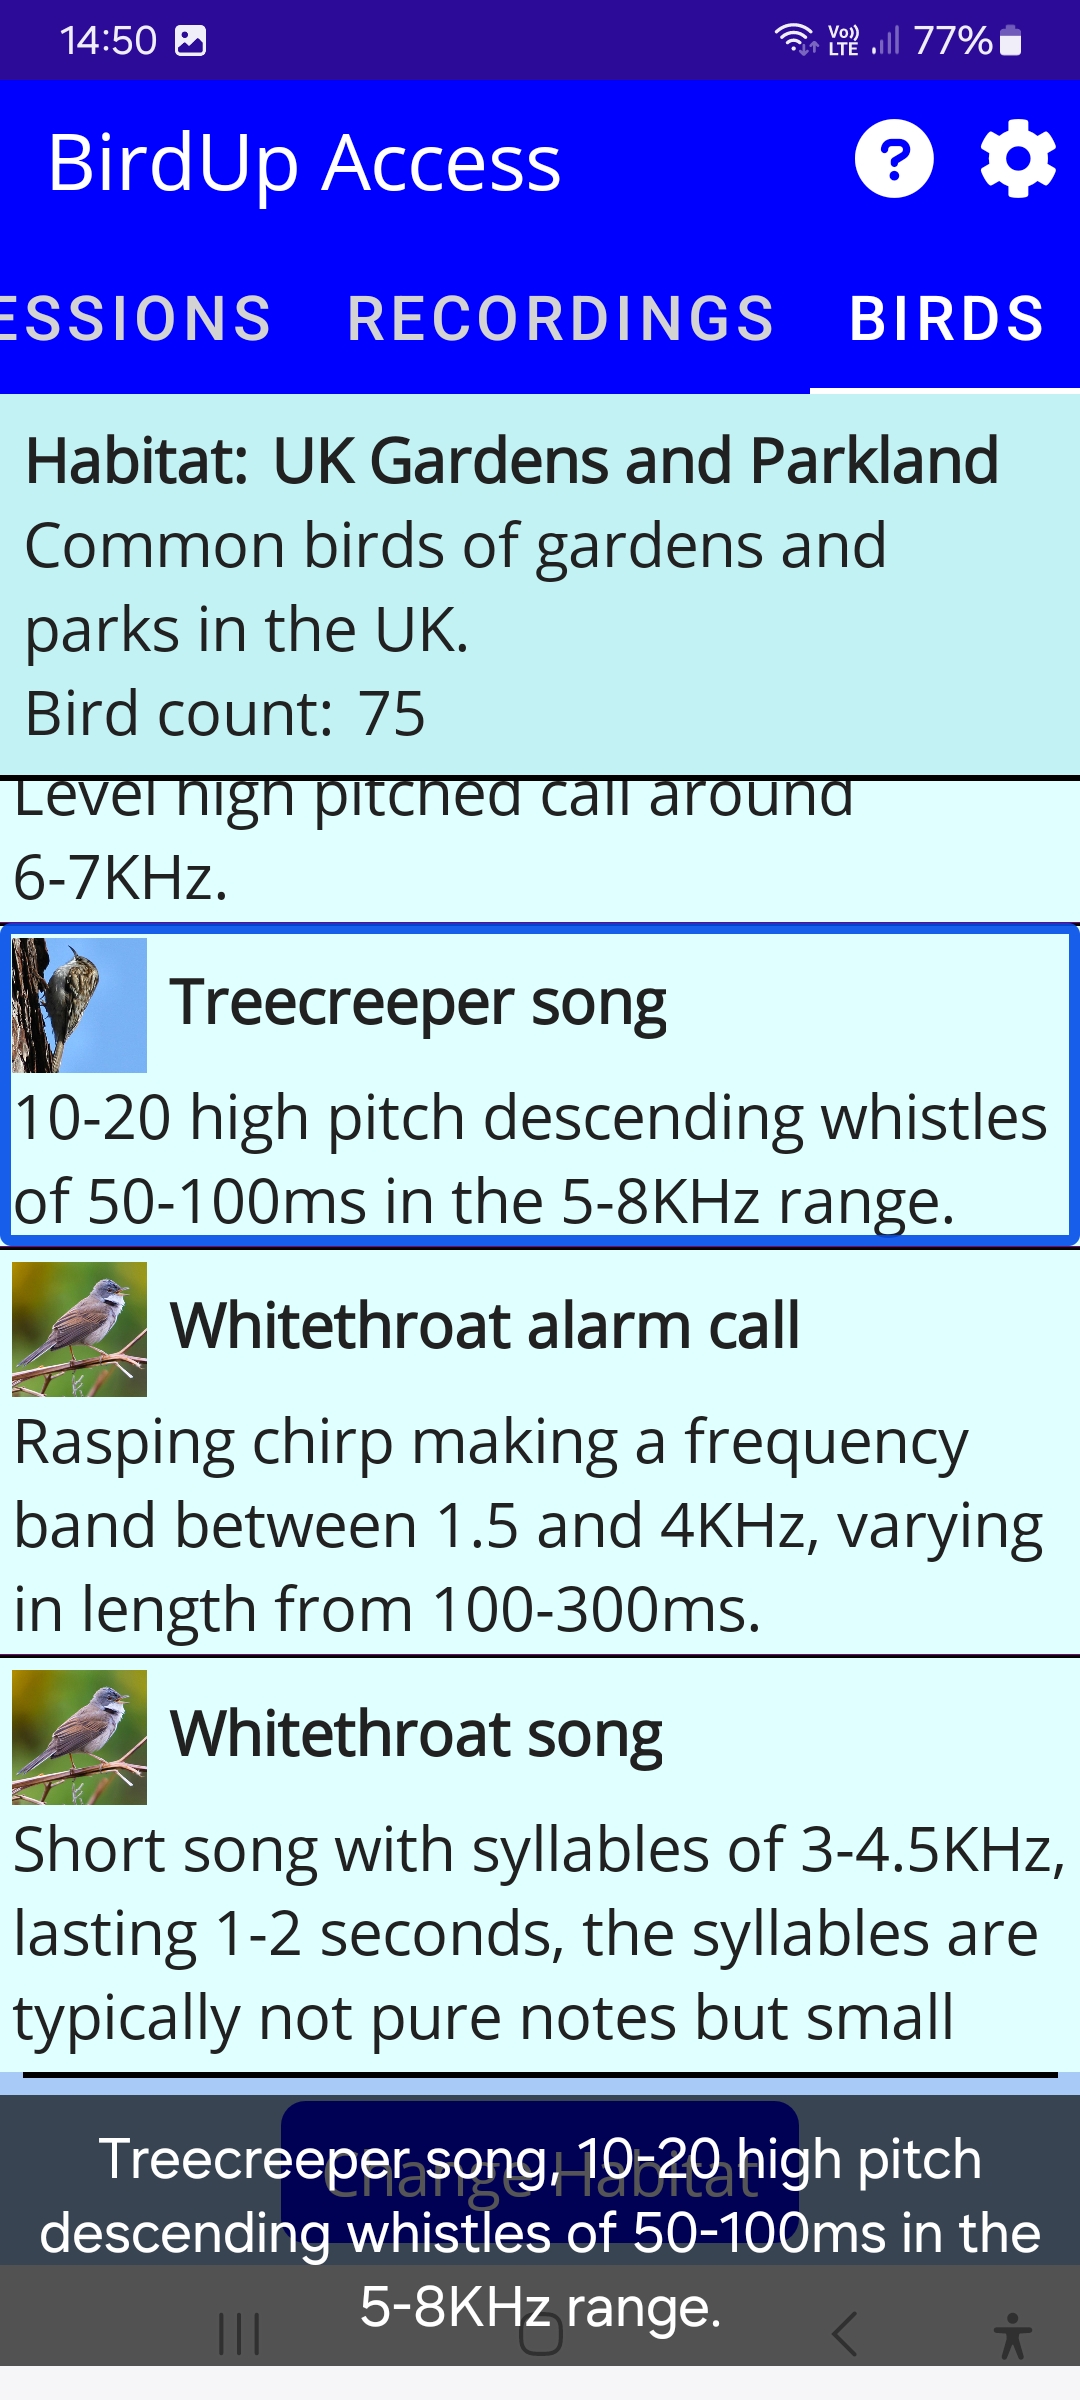 14:50
Vo)) LTE
77%
BirdUp Access
ESSIONS RECORDINGS BIRDS
Habitat: UK Gardens and Parkland
Common birds of gardens and
parks in the UK.
Bird count: 75
Level high pitched call around
6-7KHz.
Treecreeper song
10-20 high pitch descending whistles
of 50-100ms in the 5-8KHz range.
Whitethroat alarm call
Rasping chirp making a frequency
band between 1.5 and 4KHz, varying
in length from 100-300ms.
Whitethroat song
Short song with syllables of 3-4.5KHz,
lasting 1-2 seconds, the syllables are
typically not pure notes but small
Change Habitat
Treecreeper song, 10-20 high pitch
descending whistles of 50-100ms in the
5-8KHz range.